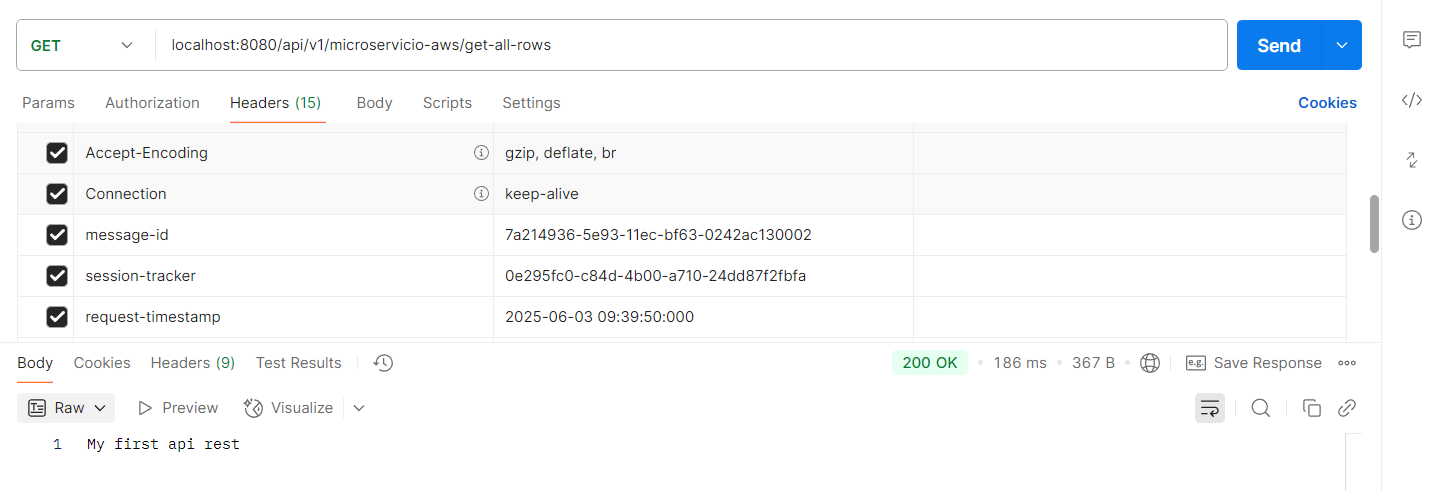 GET localhost:8080/api/v1/microservicio-aws/get-all-rows Send
Params Authorization Headers (15) Body Scripts Settings Cookies
Accept-Encoding gzip, deflate, br
Connection keep-alive
message-id 7a214936-5e93-11ec-bf63-0242ac130002
session-tracker 0e295fc0-c84d-4b00-a710-24dd87f2fbfa
request-timestamp 2025-06-03 09:39:50:000
Body Cookies Headers (9) Test Results 200 OK 186 ms 367 B e.g. Save Response
Raw Preview Visualize
1 My first api rest